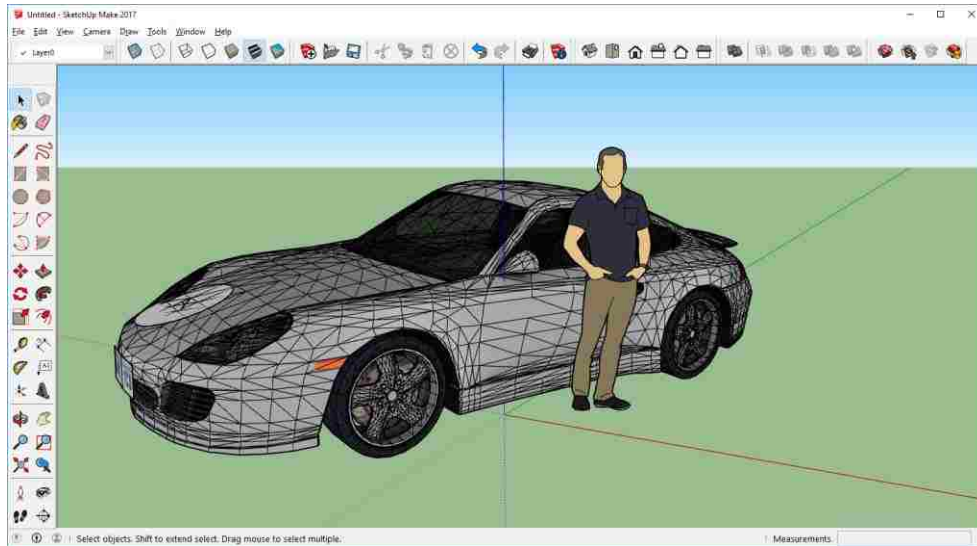 Untitled - SketchUp Make 2017
File Edit View Camera Draw Tools Window Help
Layer0
Select objects. Shift to extend select. Drag mouse to select multiple.
Measurements